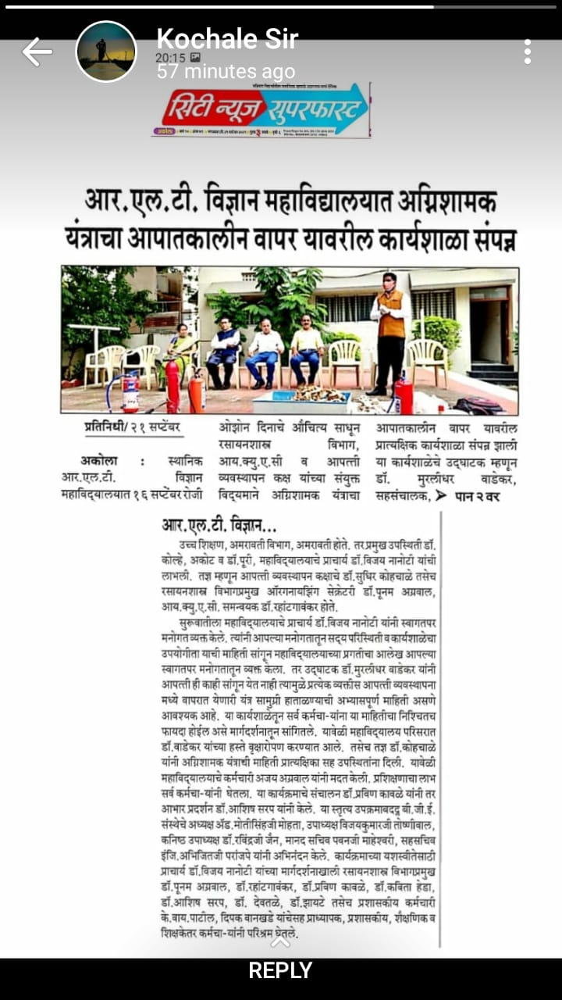 Kochale Sir
20:15
57 minutes ago
सिटी न्यूज सुपरफास्ट
अकोला
आर.एल.टी. विज्ञान महाविद्यालयात अग्निशामक
यंत्राचा आपातकालीन वापर यावरील कार्यशाळा संपन्न
प्रतिनिधी/२१ सप्टेंबर
अकोला : स्थानिक
आर.एल.टी. विज्ञान
महाविद्यालयात १६ सप्टेंबर रोजी
ओझोन दिनाचे औचित्य साधून
रसायनशास्त्र विभाग,
आय.क्यु.ए.सी व आपत्ती
व्यवस्थापन कक्ष यांच्या संयुक्त
विद्यमाने अग्निशामक यंत्राचा
आपातकालीन वापर यावरील
प्रात्यक्षिक कार्यशाळा संपन्न झाली
या कार्यशाळेचे उद्घाटक म्हणून
डॉ. मुरलीधर वाडेकर,
सहसंचालक, ➤ पान २ वर
आर.एल.टी. विज्ञान...
उच्च शिक्षण, अमरावती विभाग, अमरावती होते. तर प्रमुख उपस्थिती डॉ.
कोल्हे, अकोट व डॉ.पूरी, महाविद्यालयाचे प्राचार्य डॉ.विजय नानोटी यांची
लाभली. तज्ञ म्हणून आपत्ती व्यवस्थापन कक्षाचे डॉ.सुधिर कोहचाळे तसेच
रसायनशास्त्र विभागप्रमुख ऑरगनायझिंग सेक्रेटरी डॉ.पूनम अग्रवाल,
आय.क्यु.ए.सी. समन्वयक डॉ.रहांटगावंकर होते.
सुरूवातीला महाविद्यालयाचे प्राचार्य डॉ.विजय नानोटी यांनी स्वागतपर
मनोगत व्यक्त केले. त्यांनी आपल्या मनोगतातून सद्य परिस्थिती व कार्यशाळेचा
उपयोगीता याची माहिती सांगून महाविद्यालयाच्या प्रगतीचा आलेख आपल्या
स्वागतपर मनोगतातून व्यक्त केला. तर उद्घाटक डॉ.मुरलीधर वाडेकर यांनी
आपत्ती ही काही सांगून येत नाही त्यामुळे प्रत्येक व्यक्तीस आपत्ती व्यवस्थापना
मध्ये वापरात येणारी यंत्र सामुग्री हाताळण्याची अभ्यासपूर्ण माहिती असणे
आवश्यक आहे. या कार्यशाळेतून सर्व कर्मचा-यांना या माहितीचा निश्चितच
फायदा होईल असे मार्गदर्शनातून सांगितले. यावेळी महाविद्यालय परिसरात
डॉ.वाडेकर यांच्या हस्ते वृक्षारोपण करण्यात आले. तसेच तज्ञ डॉ.कोहचाळे
यांनी अग्निशामक यंत्राची माहिती प्रात्यक्षिका सह उपस्थितांना दिली. यावेळी
महाविद्यालयाचे कर्मचारी अजय अग्रवाल यांनी मदत केली. प्रशिक्षणाचा लाभ
सर्व कर्मचा-यांनी घेतला. या कार्यक्रमाचे संचालन डॉ.प्रविण कावळे यांनी तर
आभार प्रदर्शन डॉ.आशिष सरप यांनी केले. या स्तृत्य उपक्रमाबद्दू बी.जी.ई.
संस्थेचे अध्यक्ष अ‍ॅड.मोतीसिंहजी मोहता, उपाध्यक्ष विजयकुमारजी तोष्णीवाल,
कनिष्ठ उपाध्यक्ष डॉ.रविंद्रजी जैन, मानद सचिव पवनजी माहेश्वरी, सहसचिव
इंजि.अभिजितजी परांजपे यांनी अभिनंदन केले. कार्यक्रमाच्या यशस्वीतेसाठी
प्राचार्य डॉ.विजय नानोटी यांच्या मार्गदर्शनाखाली रसायनशास्त्र विभागप्रमुख
डॉ.पूनम अग्रवाल, डॉ.रहांटगावंकर, डॉ.प्रविण कावळे, डॉ.कविता हेडा,
डॉ.आशिष सरप, डॉ. देवतळे, डॉ.झायटे तसेच प्रशासकीय कर्मचारी
के.वाय.पाटील, दिपक वानखडे यांचेसह प्राध्यापक, प्रशासकीय, शैक्षणिक व
शिक्षकेतर कर्मचा-यांनी परिश्रम घेतले.
REPLY